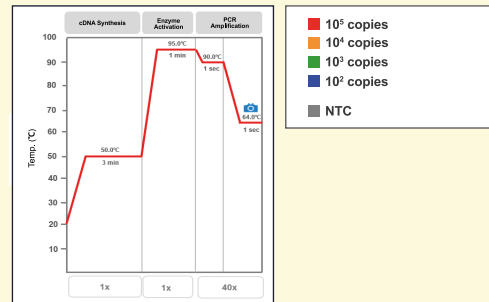 cDNA Synthesis
Enzyme
Activation
PCR
Amplification
Temp. (℃)
100
90
80
70
60
50
40
30
20
10
50.0℃
3 min
95.0℃
1 min
90.0℃
1 sec
64.0℃
1 sec
1x
1x
40x
10⁵ copies
10⁴ copies
10³ copies
10² copies
NTC